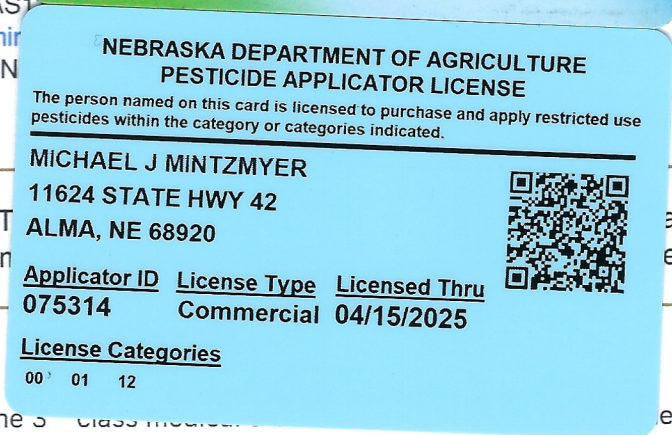 NEBRASKA DEPARTMENT OF AGRICULTURE
PESTICIDE APPLICATOR LICENSE
The person named on this card is licensed to purchase and apply restricted use
pesticides within the category or categories indicated.
MICHAEL J MINTZMYER
11624 STATE HWY 42
ALMA, NE 68920
Applicator ID License Type Licensed Thru
075314 Commercial 04/15/2025
License Categories
00 01 12